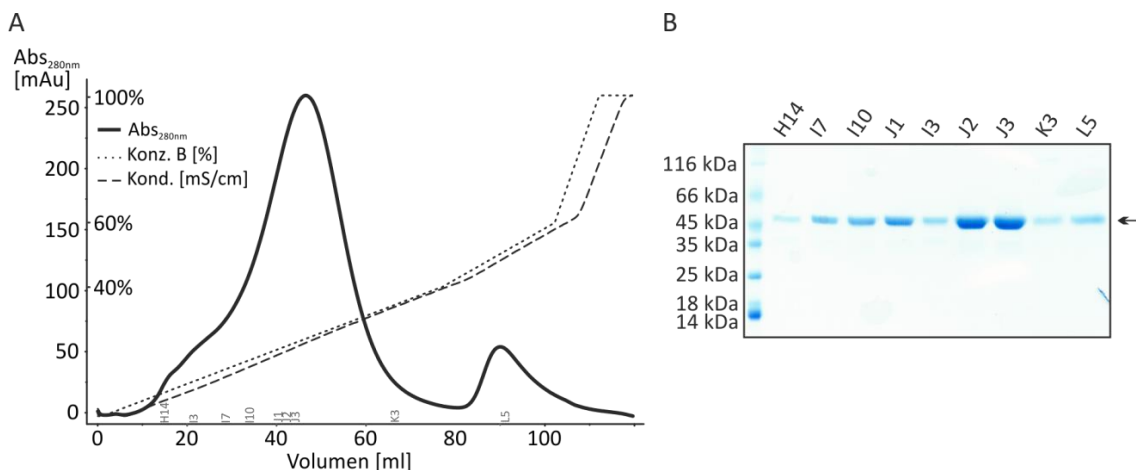 A
Abs280nm
[mAu]
250
200
150
100
50
0
100%
60%
40%
Abs280nm
Konz. B [%]
Kond. [mS/cm]
H14
I3
I7
I10
J1
J2
J3
K3
L5
0
20
40
60
80
100
Volumen [ml]
B
H14
I7
I10
J1
I3
J2
J3
K3
L5
116 kDa
66 kDa
45 kDa
35 kDa
25 kDa
18 kDa
14 kDa